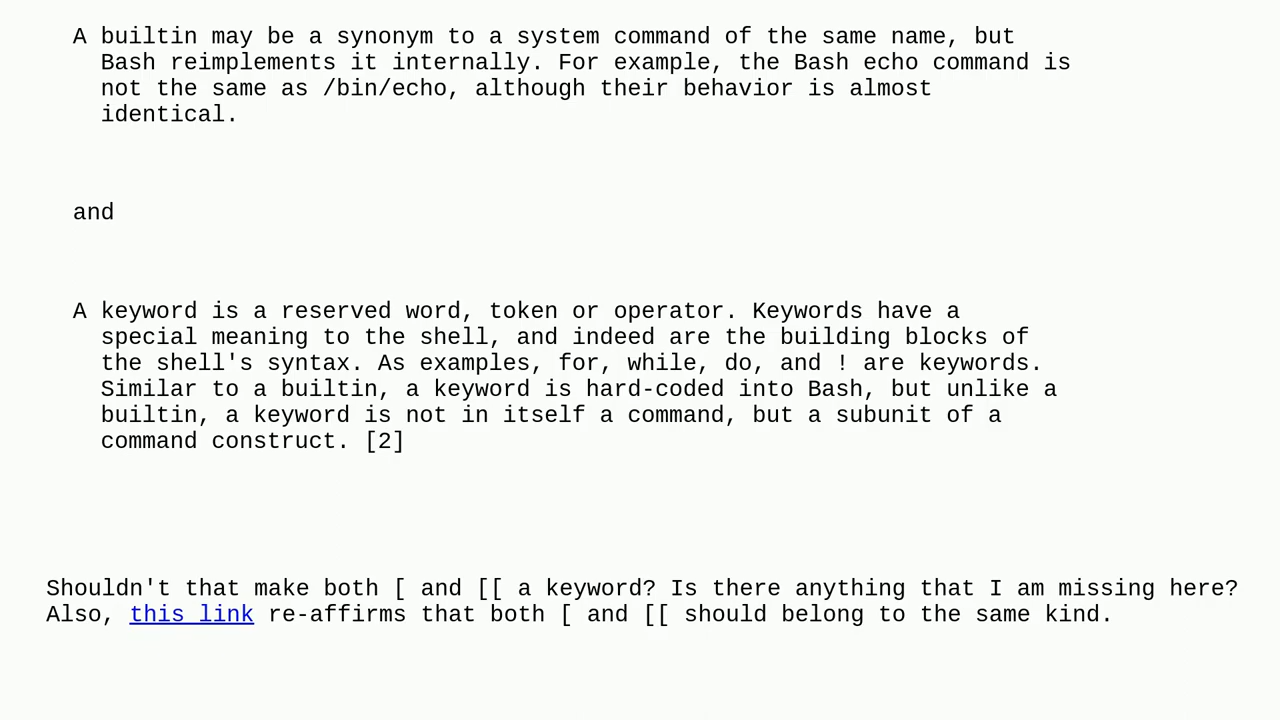 A builtin may be a synonym to a system command of the same name, but
Bash reimplements it internally. For example, the Bash echo command is
not the same as /bin/echo, although their behavior is almost
identical.
and
A keyword is a reserved word, token or operator. Keywords have a
special meaning to the shell, and indeed are the building blocks of
the shell's syntax. As examples, for, while, do, and ! are keywords.
Similar to a builtin, a keyword is hard-coded into Bash, but unlike a
builtin, a keyword is not in itself a command, but a subunit of a
command construct. [2]
Shouldn't that make both [ and [[ a keyword? Is there anything that I am missing here?
Also, this link re-affirms that both [ and [[ should belong to the same kind.